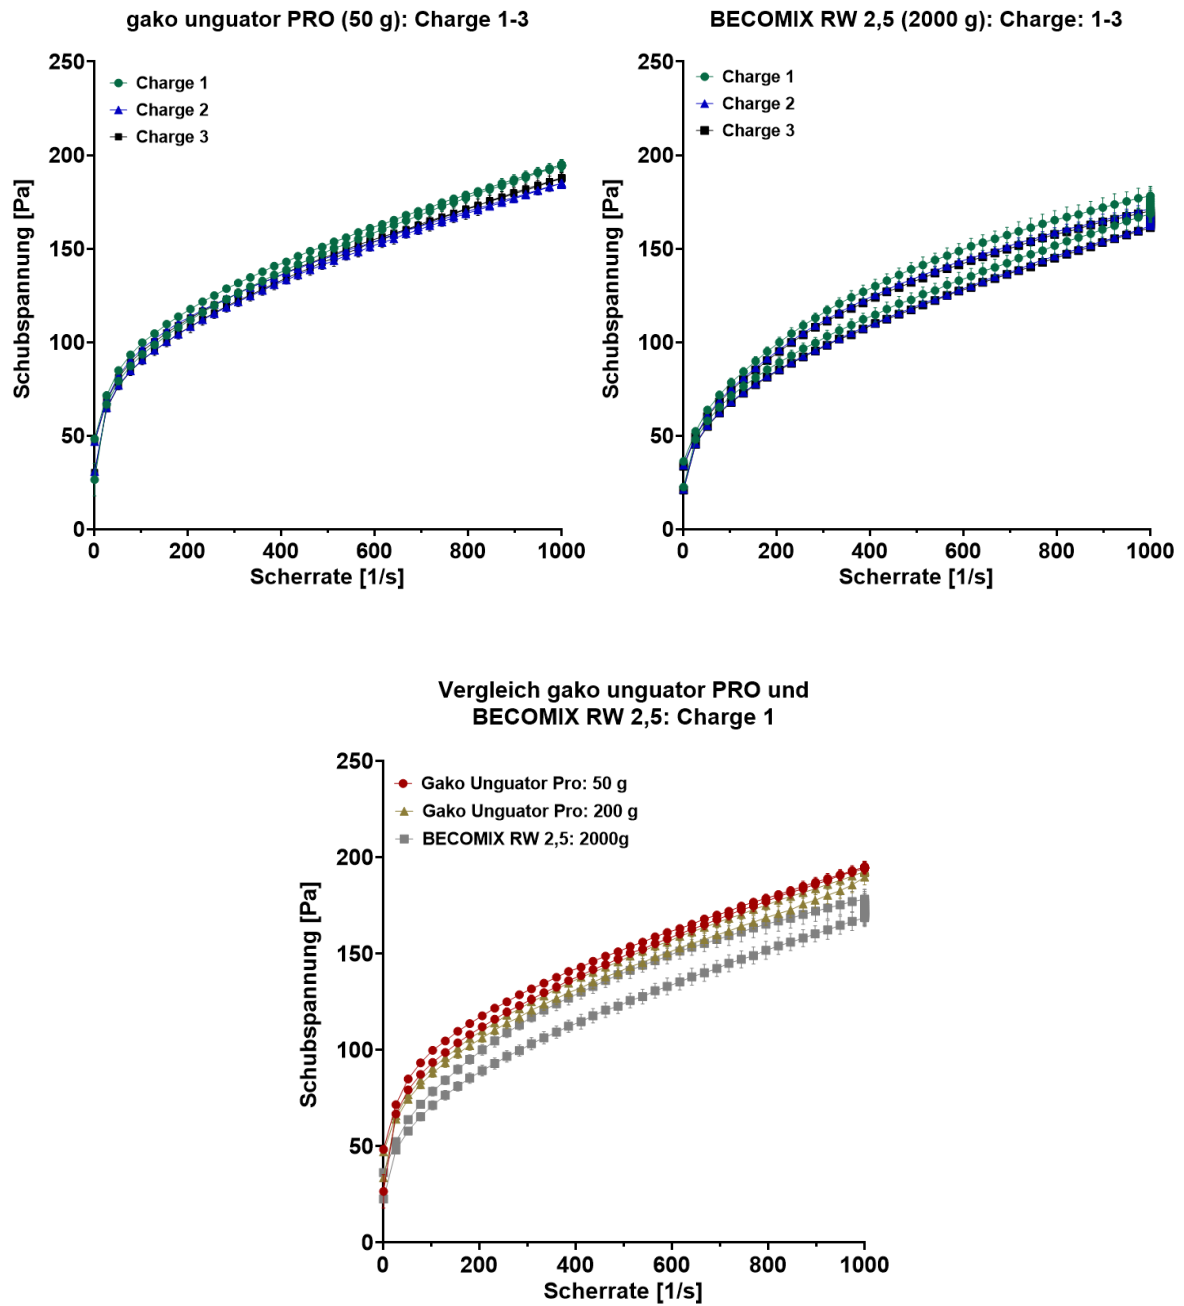 gako unguator PRO (50 g): Charge 1-3
250
200
150
100
50
0
Schubspannung [Pa]
Charge 1
Charge 2
Charge 3
0 200 400 600 800 1000
Scherrate [1/s]
BECOMIX RW 2,5 (2000 g): Charge: 1-3
250
200
150
100
50
0
Schubspannung [Pa]
Charge 1
Charge 2
Charge 3
0 200 400 600 800 1000
Scherrate [1/s]
Vergleich gako unguator PRO und
BECOMIX RW 2,5: Charge 1
250
200
150
100
50
0
Schubspannung [Pa]
Gako Unguator Pro: 50 g
Gako Unguator Pro: 200 g
BECOMIX RW 2,5: 2000g
0 200 400 600 800 1000
Scherrate [1/s]